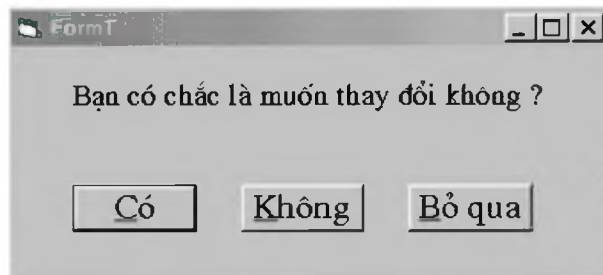 FormT
Bạn có chắc là muốn thay đổi không ?
Có Không Bỏ qua